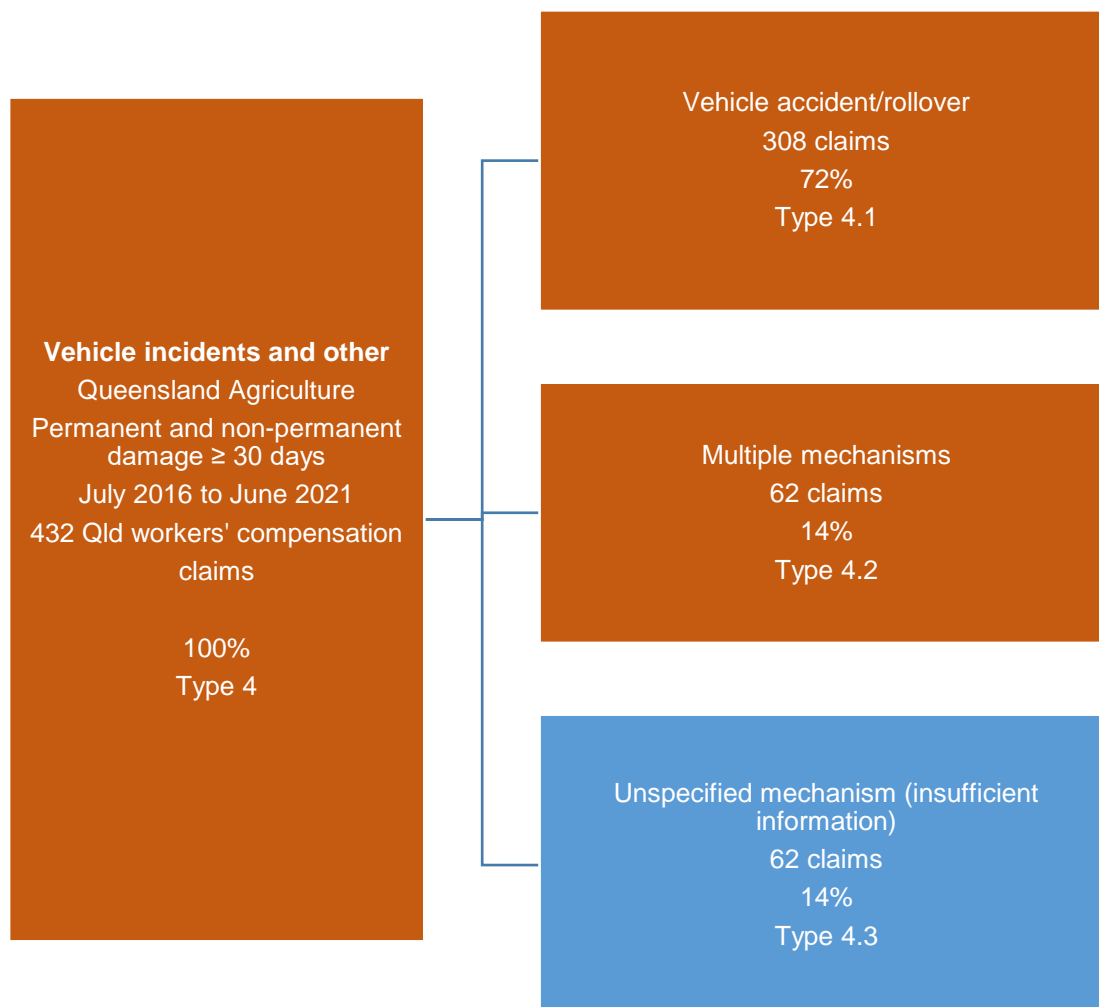 Vehicle incidents and other
Queensland Agriculture
Permanent and non-permanent
damage ≥ 30 days
July 2016 to June 2021
432 Qld workers' compensation
claims
100%
Type 4
Vehicle accident/rollover
308 claims
72%
Type 4.1
Multiple mechanisms
62 claims
14%
Type 4.2
Unspecified mechanism (insufficient
information)
62 claims
14%
Type 4.3